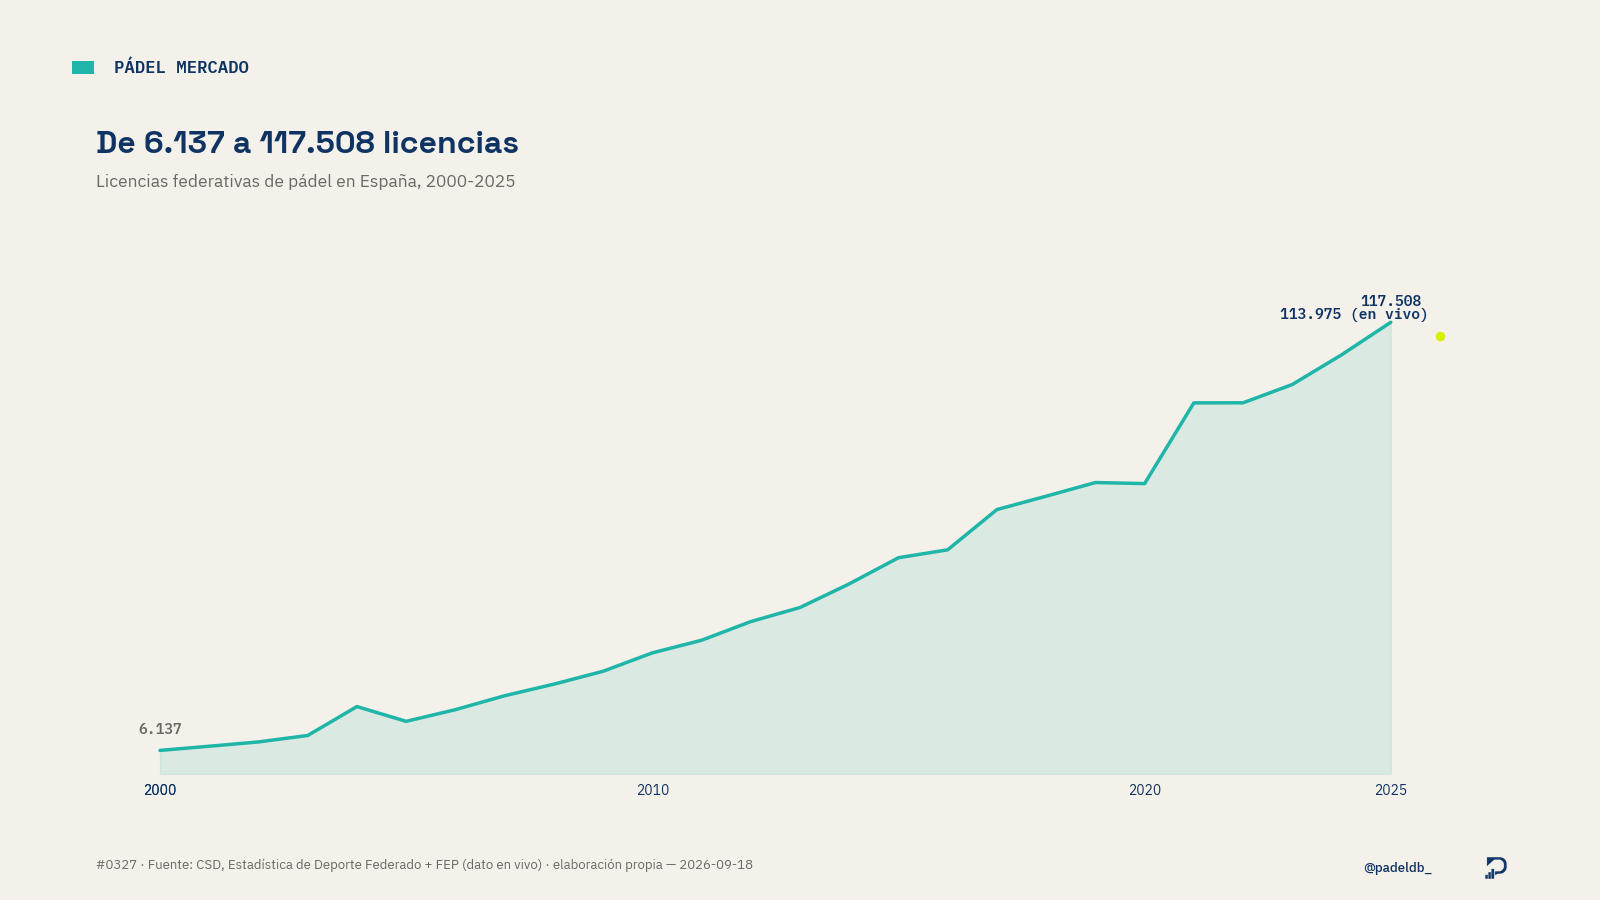 PÁDEL MERCADO
De 6.137 a 117.508 licencias
Licencias federativas de pádel en España, 2000-2025
117.508
113.975 (en vivo)
6.137
2000
2010
2020
2025
#0327 · Fuente: CSD, Estadística de Deporte Federado + FEP (dato en vivo) · elaboración propia — 2026-09-18
@padeldb_